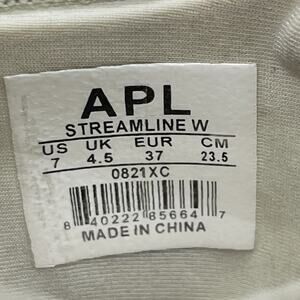 APL
STREAMLINE W
US UK EUR CM
7 4.5 37 23.5
0821XC
8 40222 85664 7
MADE IN CHINA